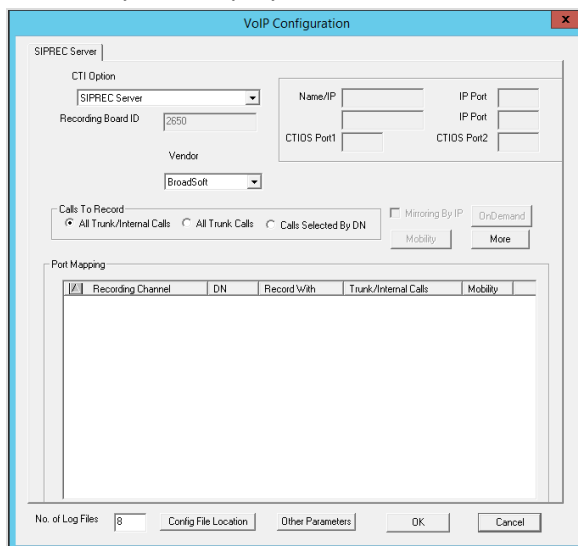 VoIP Configuration
x
SIPREC Server
CTI Option
SIPREC Server
Name/IP
IP Port
Recording Board ID
2650
IP Port
CTIOS Port1
CTIOS Port2
Vendor
BroadSoft
Calls To Record
All Trunk/Internal Calls
All Trunk Calls
Calls Selected By DN
Mirroring By IP
OnDemand
Mobility
More
Port Mapping
Recording Channel
DN
Record With
Trunk/Internal Calls
Mobility
No. of Log Files
8
Config File Location
Other Parameters
OK
Cancel